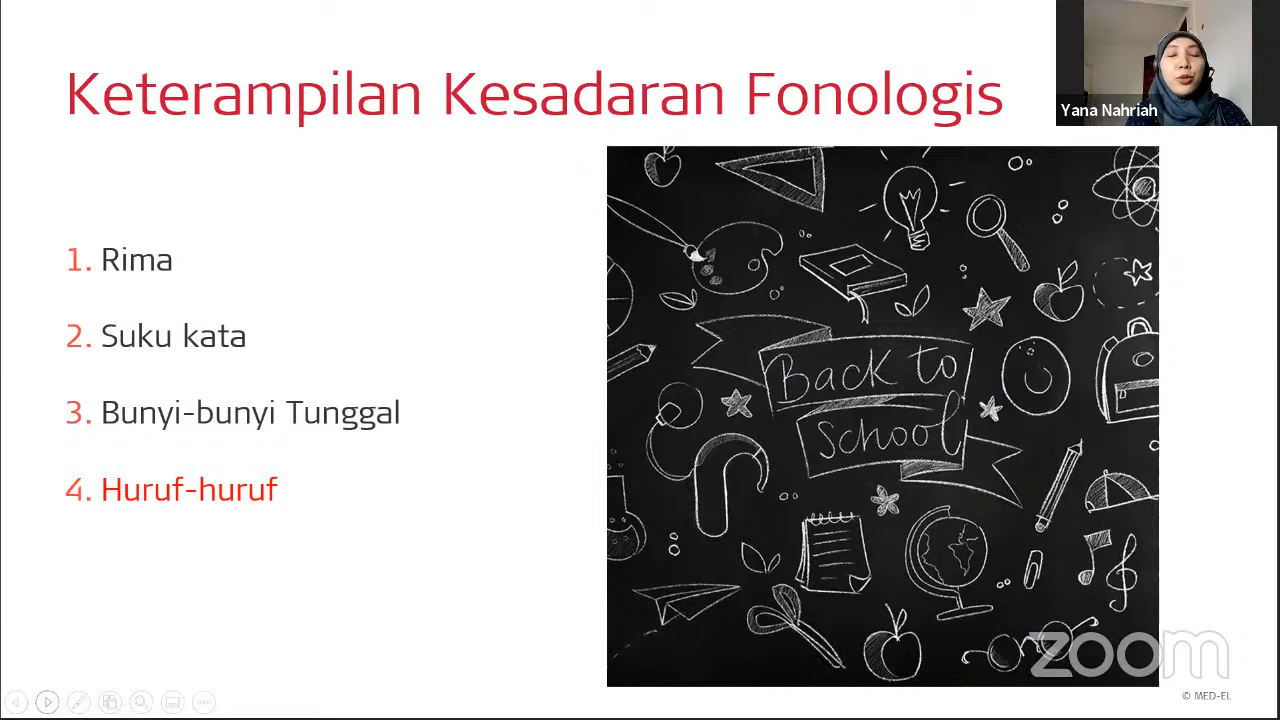 Keterampilan Kesadaran Fonologis
Yana Nahriah
1. Rima
2. Suku kata
3. Bunyi-bunyi Tunggal
4. Huruf-huruf
Back to
School
zoom
© MED-EL